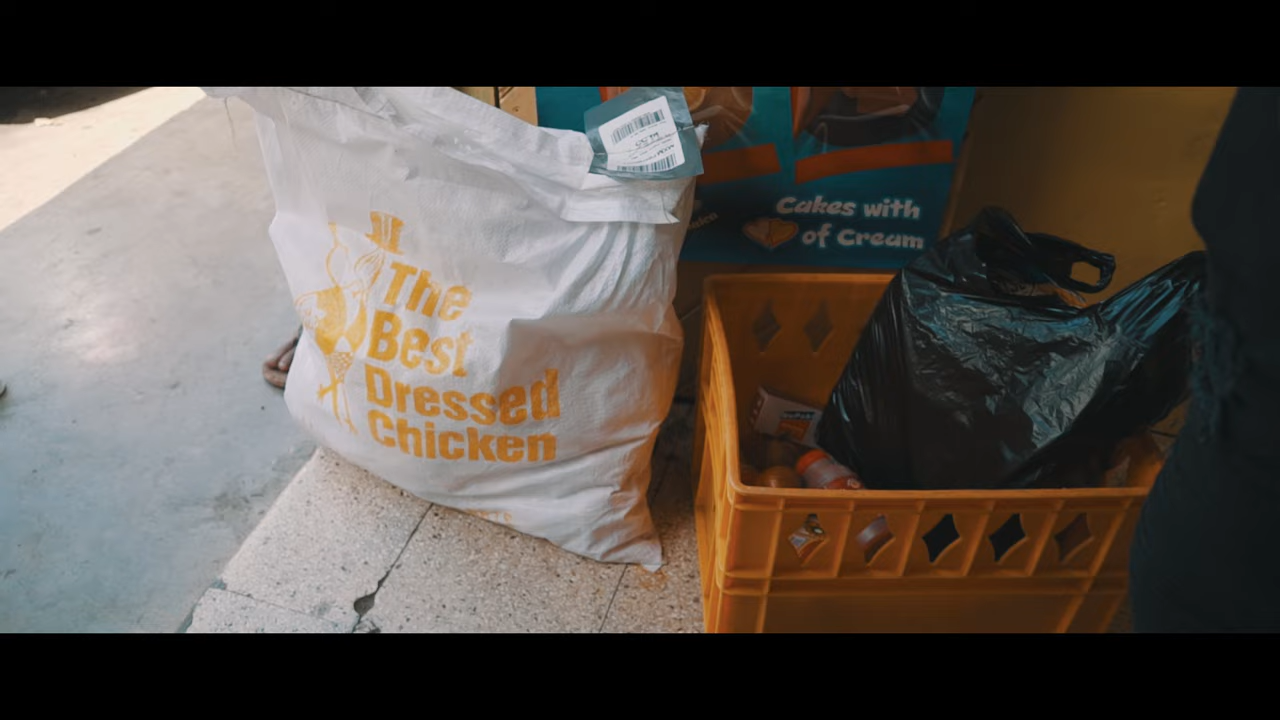 The
Best
Dressed
Chicken
Cakes with
of Cream